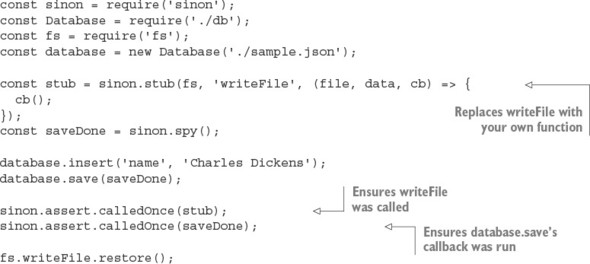 const sinon = require('sinon');
const Database = require('./db');
const fs = require('fs');
const database = new Database('./sample.json');
const stub = sinon.stub(fs, 'writeFile', (file, data, cb) => {
  cb();
});
Replaces writeFile with
your own function
const saveDone = sinon.spy();
database.insert('name', 'Charles Dickens');
database.save(saveDone);
Ensures writeFile
was called
sinon.assert.calledOnce(stub);
sinon.assert.calledOnce(saveDone);
Ensures database.save's
callback was run
fs.writeFile.restore();